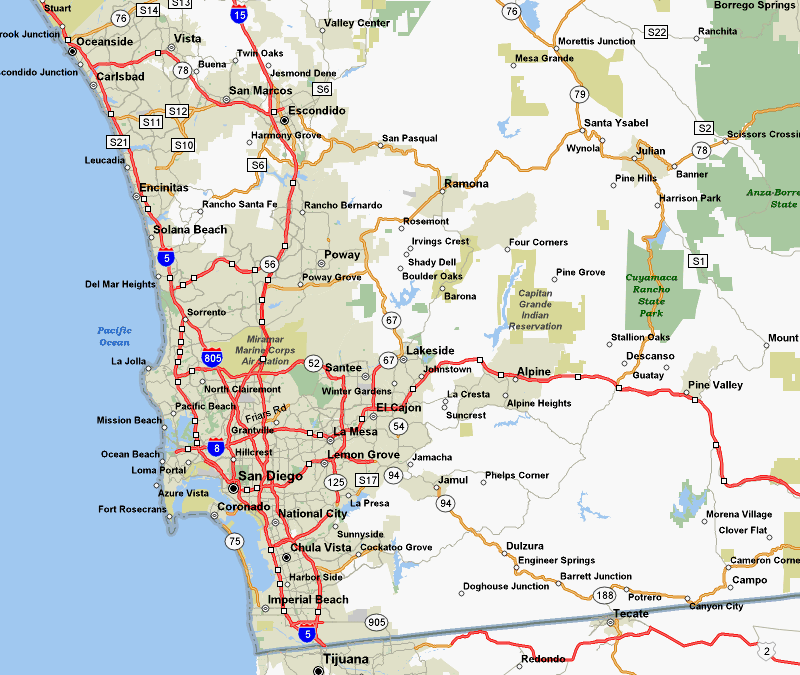 Stuart
S13
S14
15
76
76
Borrego Springs
Valley Center
S22
Ranchita
rook Junction
Oceanside
Vista
Morettis Junction
Twin Oaks
Mesa Grande
Buena
Jesmond Dene
scondido Junction
78
Carlsbad
S6
San Marcos
79
Escondido
S12
S11
Santa Ysabel
S2
Scissors Crossin
Harmony Grove
San Pasqual
S21
S10
Wynola
Julian
78
Leucadia
S6
Banner
Pine Hills
Encinitas
Ramona
Anza-Borre
State
Harrison Park
Rancho Santa Fe
Rancho Bernardo
Rosemont
Solana Beach
Irvings Crest
Four Corners
5
Poway
Shady Dell
S1
56
Boulder Oaks
Pine Grove
Del Mar Heights
Poway Grove
Cuyamaca
Rancho
State
Park
Barona
Capitan
Grande
Indian
Reservation
Sorrento
67
Pacific
Ocean
Miramar
Marine Corps
Air Station
Stallion Oaks
Mount
805
Lakeside
La Jolla
52
67
Descanso
Santee
Johnstown
Alpine
Guatay
North Clairemont
Winter Gardens
Pine Valley
La Cresta
Pacific Beach
El Cajon
Alpine Heights
Friars Rd
Suncrest
Mission Beach
54
Grantville
La Mesa
8
Hillcrest
Ocean Beach
Lemon Grove
Jamacha
Loma Portal
San Diego
94
Phelps Corner
125
S17
Jamul
Azure Vista
La Presa
94
Fort Rosecrans
Coronado
National City
Morena Village
Sunnyside
Clover Flat
75
Chula Vista
Cockatoo Grove
Dulzura
Engineer Springs
Cameron Corne
Harbor Side
Barrett Junction
Campo
Doghouse Junction
188
Potrero
Imperial Beach
Canyon City
905
Tecate
5
2
Tijuana
Redondo